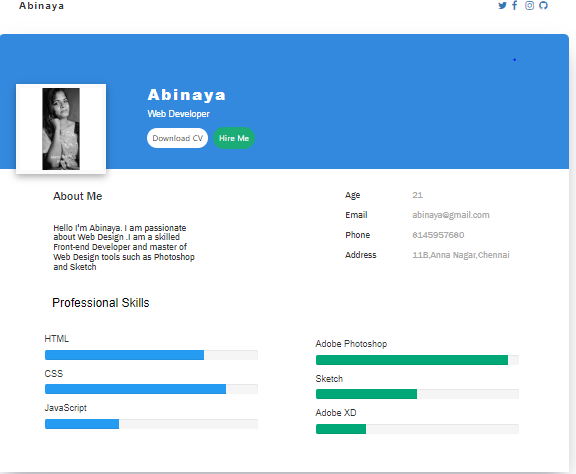 Abinaya
Abinaya
Web Developer
Download CV
Hire Me
About Me
Hello I'm Abinaya. I am passionate
about Web Design .I am a skilled
Front-end Developer and master of
Web Design tools such as Photoshop
and Sketch
Age 21
Email abinaya@gmail.com
Phone 8145957680
Address 11B,Anna Nagar,Chennai
Professional Skills
HTML
CSS
JavaScript
Adobe Photoshop
Sketch
Adobe XD